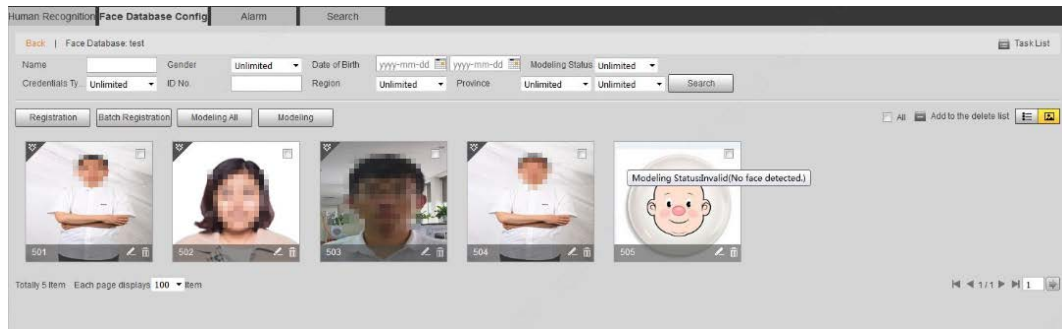 Human Recognition Face Database Config Alarm Search
Back | Face Database: test Task List
Name Gender Unlimited Date of Birth yyyy-mm-dd yyyy-mm-dd Modeling Status Unlimited
Credentials Ty... Unlimited ID No. Region Unlimited Province Unlimited Unlimited Search
Registration Batch Registration Modeling All Modeling All Add to the delete list
Modeling Status:Invalid(No face detected.)
501 502 503 504 505
Totally 5 Item Each page displays 100 Item 1/1 1